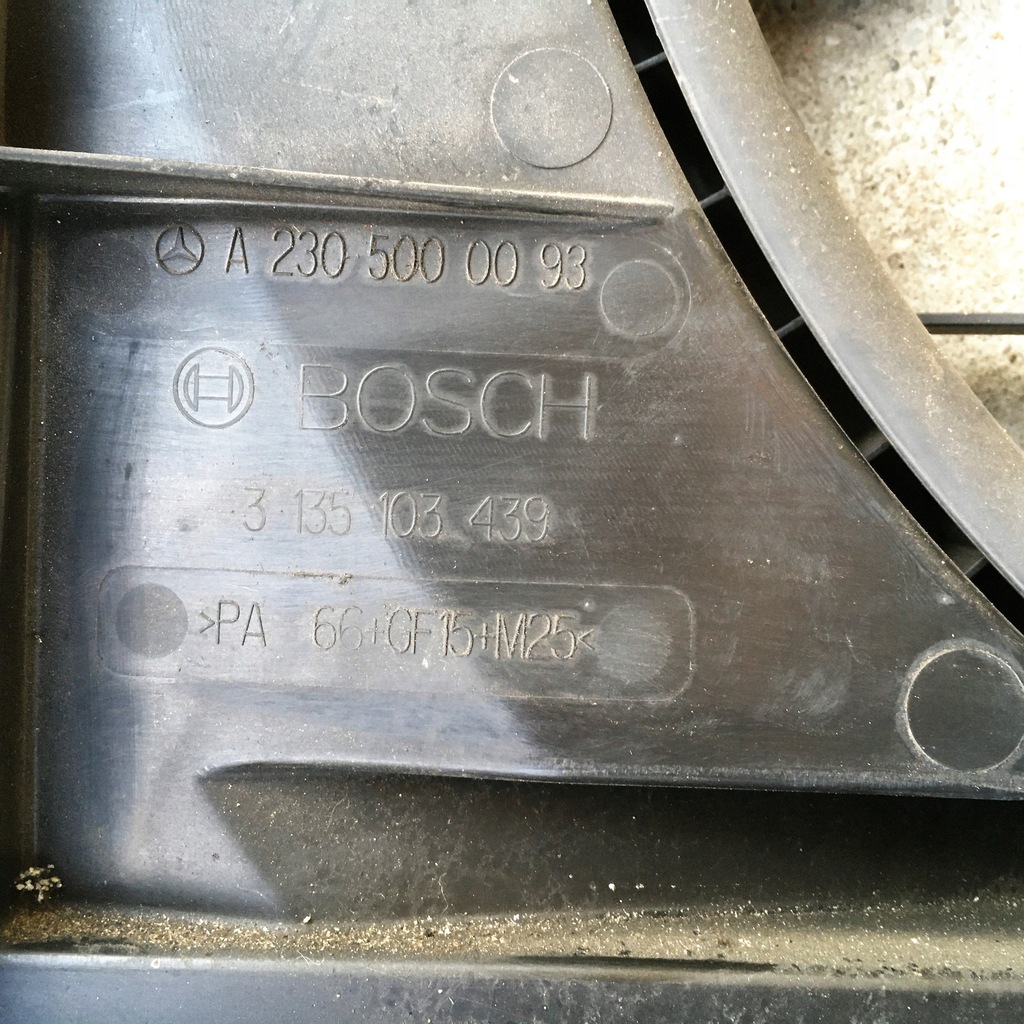 A 230 500 00 93
BOSCH
3 135 103 439
>PA 66+GF15+M25<